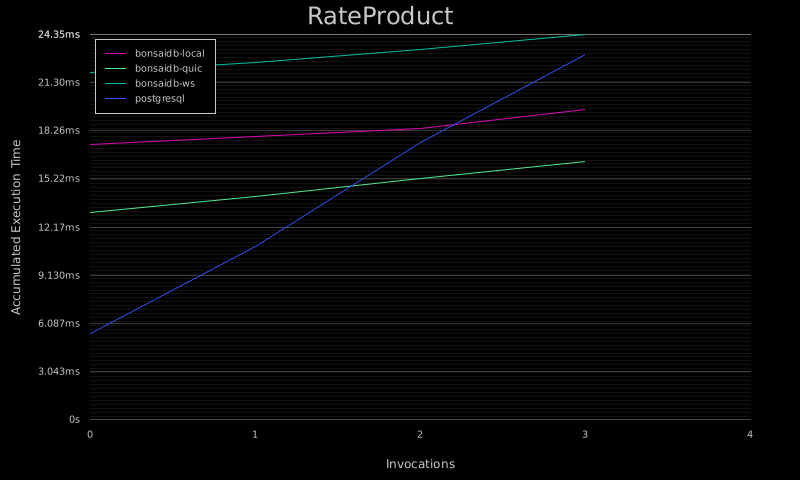 RateProduct
24.35ms
bonsaidb-local
bonsaidb-quic
bonsaidb-ws
postgresql
21.30ms
18.26ms
15.22ms
12.17ms
9.130ms
6.087ms
3.043ms
0s
Accumulated Execution Time
0 1 2 3 4
Invocations